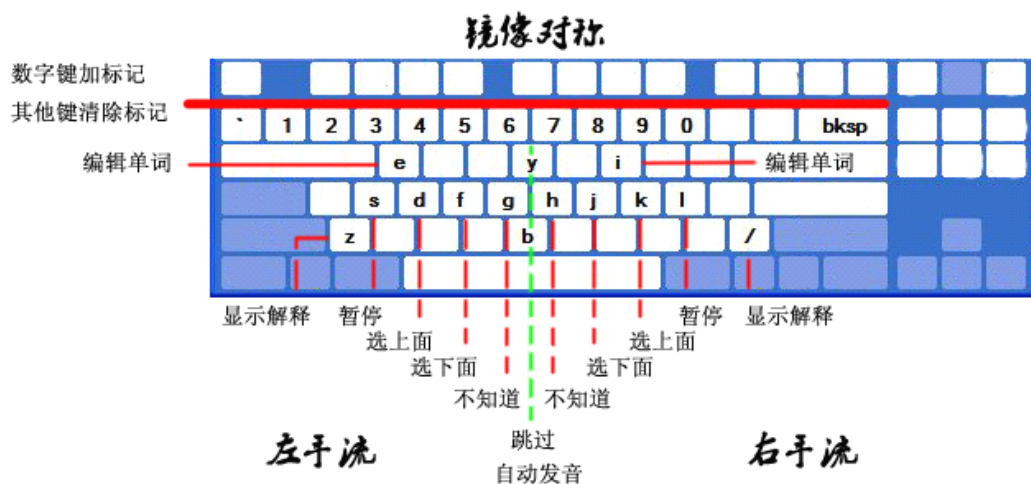 镜像对称
数字键加标记
其他键清除标记
` 1 2 3 4 5 6 7 8 9 0 bksp
编辑单词 e y i 编辑单词
s d f g h j k l
z b /
显示解释 暂停 暂停 显示解释
选上面 选上面
选下面 选下面
不知道 不知道
左手流 跳过 右手流
自动发音